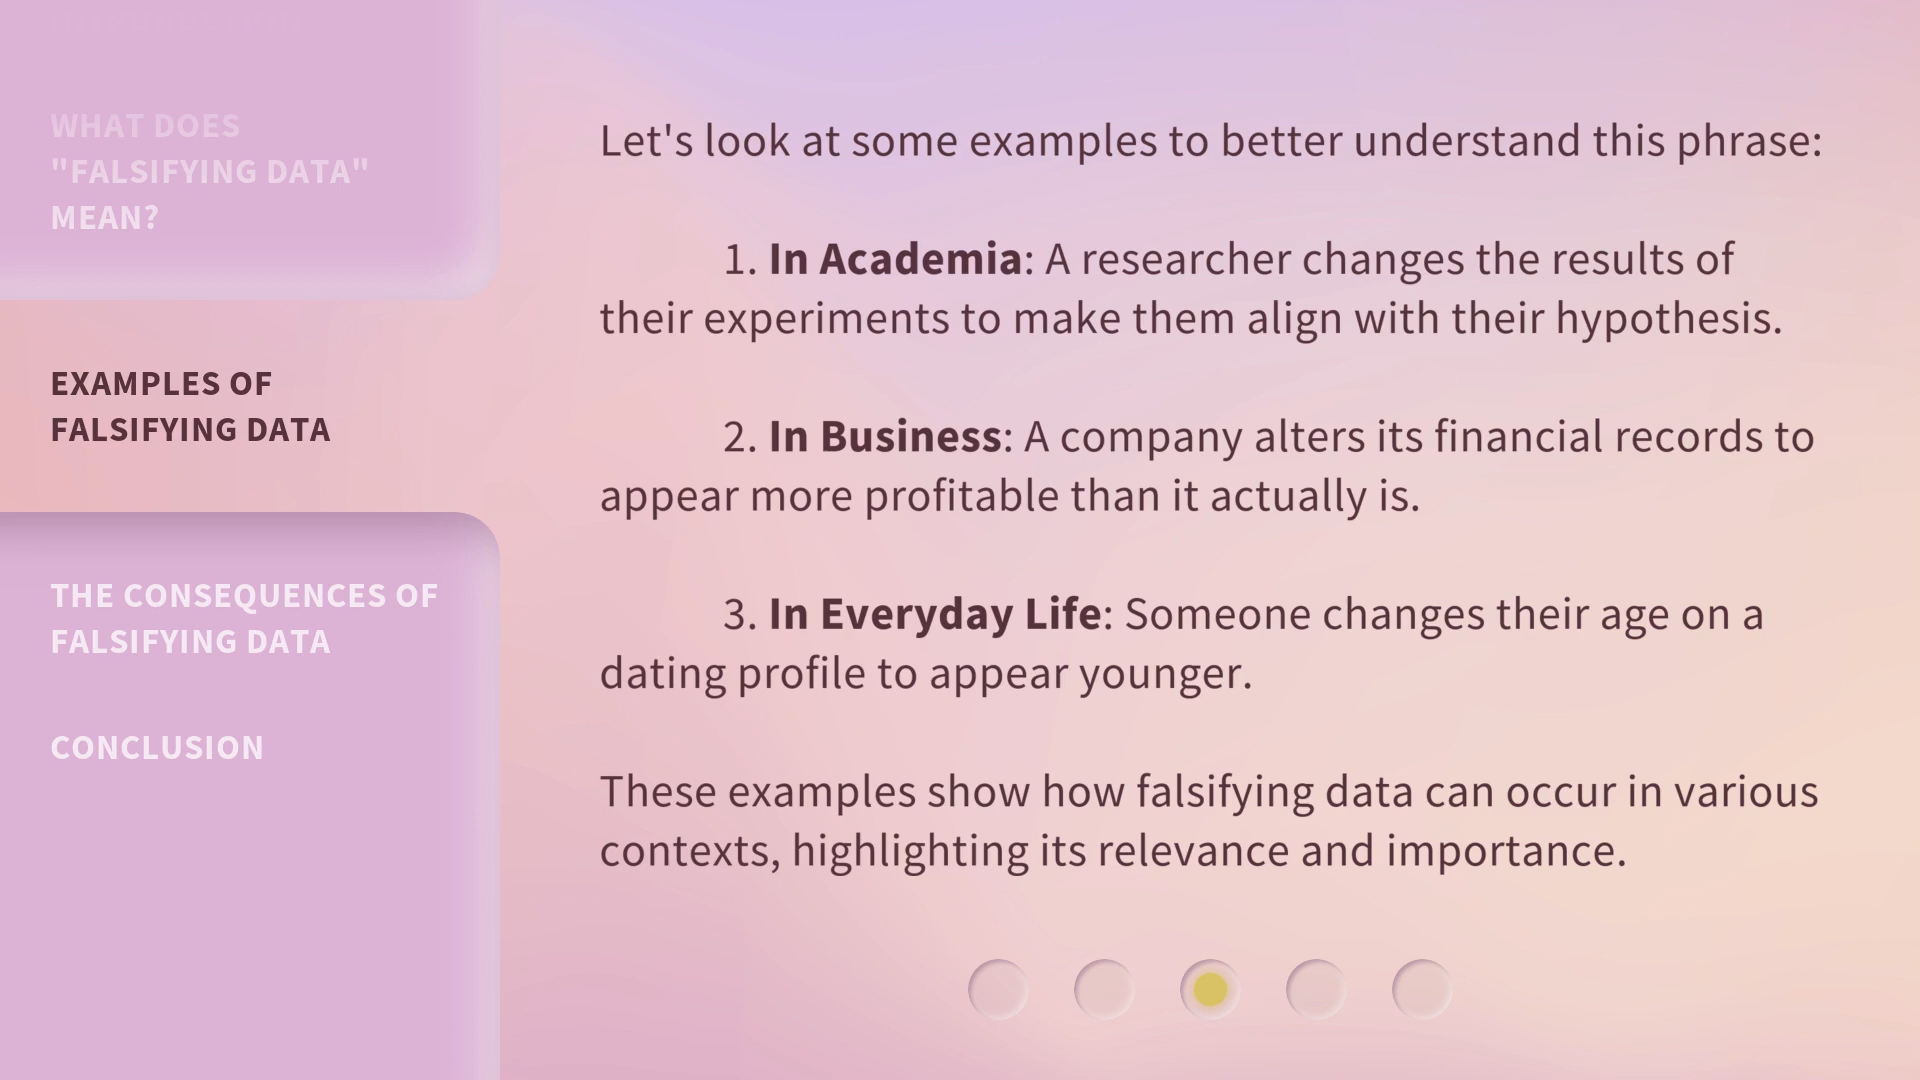 WHAT DOES
"FALSIFYING DATA"
MEAN?
EXAMPLES OF
FALSIFYING DATA
THE CONSEQUENCES OF
FALSIFYING DATA
CONCLUSION
Let's look at some examples to better understand this phrase:
1. In Academia: A researcher changes the results of
their experiments to make them align with their hypothesis.
2. In Business: A company alters its financial records to
appear more profitable than it actually is.
3. In Everyday Life: Someone changes their age on a
dating profile to appear younger.
These examples show how falsifying data can occur in various
contexts, highlighting its relevance and importance.